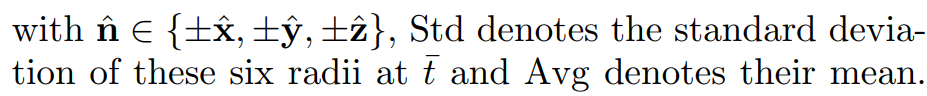 with n̂ ∈ {±x̂, ±ŷ, ±ẑ}, Std denotes the standard devia-
tion of these six radii at t̄ and Avg denotes their mean.